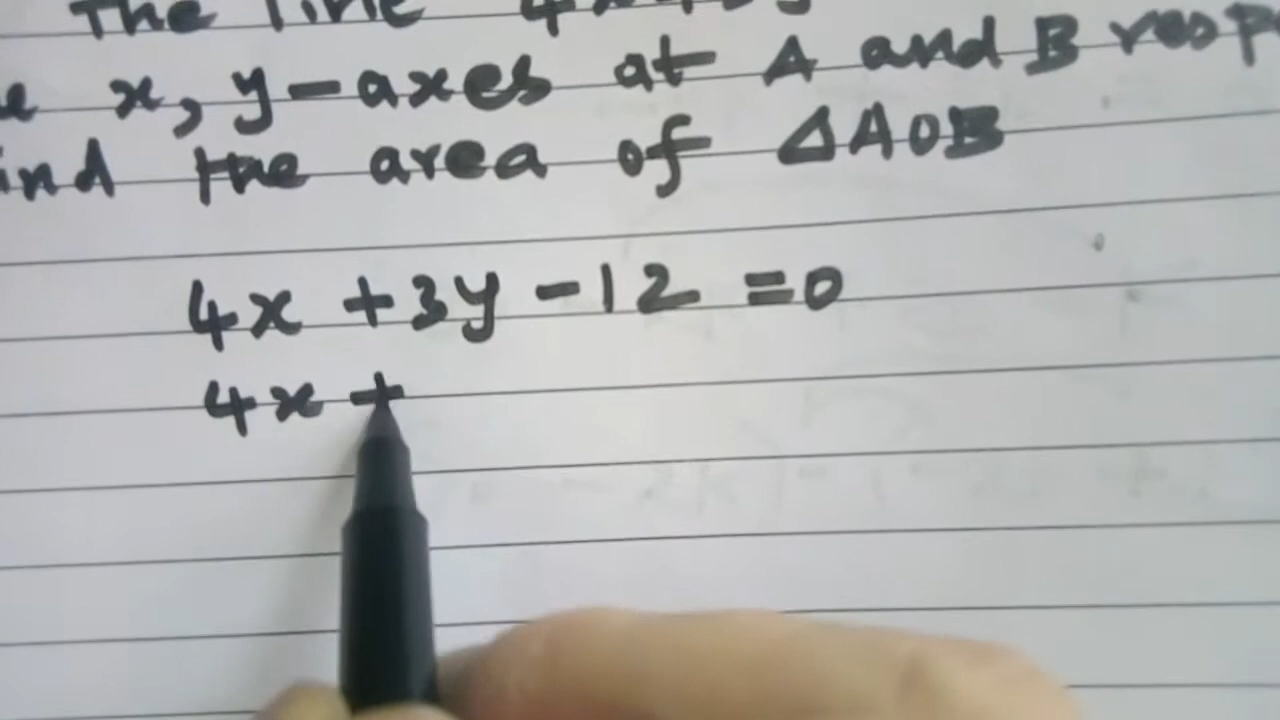 The line 4x+3y
x, y-axes at A and B resp
ind the area of ΔAOB
4x +3y -12 =0
4x +